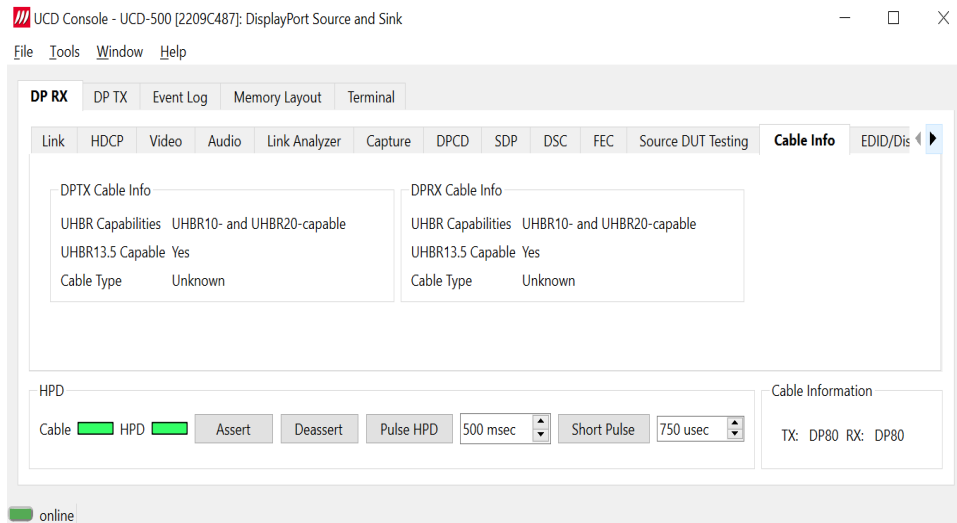 UCD Console - UCD-500 [2209C487]: DisplayPort Source and Sink
File Tools Window Help
DP RX DP TX Event Log Memory Layout Terminal
Link HDCP Video Audio Link Analyzer Capture DPCD SDP DSC FEC Source DUT Testing Cable Info EDID/Dis
DPTX Cable Info
UHBR Capabilities UHBR10- and UHBR20-capable
UHBR13.5 Capable Yes
Cable Type Unknown
DPRX Cable Info
UHBR Capabilities UHBR10- and UHBR20-capable
UHBR13.5 Capable Yes
Cable Type Unknown
HPD
Cable HPD Assert Deassert Pulse HPD 500 msec Short Pulse 750 usec
Cable Information
TX: DP80 RX: DP80
online